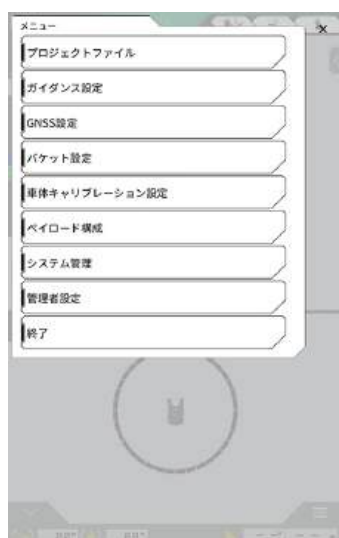 メニュー
×
プロジェクトファイル
ガイダンス設定
GNSS設定
バケット設定
車体キャリブレーション設定
ペイロード構成
システム管理
管理者設定
終了